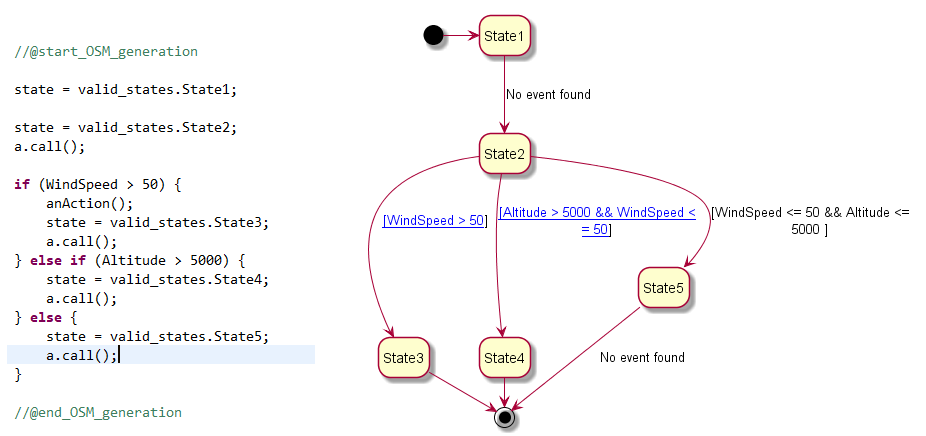 //@start_OSM_generation
state = valid_states.State1;
state = valid_states.State2;
a.call();
if (WindSpeed > 50) {
anAction();
state = valid_states.State3;
a.call();
} else if (Altitude > 5000) {
state = valid_states.State4;
a.call();
} else {
state = valid_states.State5;
a.call();
}
//@end_OSM_generation
State1
No event found
State2
[WindSpeed > 50]
[Altitude > 5000 && WindSpeed <
= 50]
[WindSpeed <= 50 && Altitude <=
5000 ]
State5
State3
State4
No event found